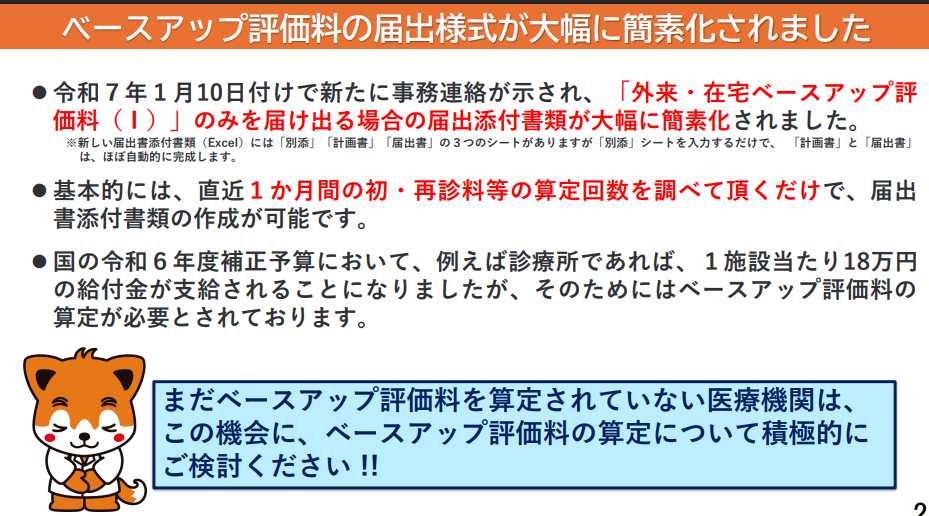 ベースアップ評価料の届出様式が大幅に簡素化されました
●令和７年１月10日付けで新たに事務連絡が示され、「外来・在宅ベースアップ評
価料（Ⅰ）」のみを届け出る場合の届出添付書類が大幅に簡素化されました。
※新しい届出書添付書類（Excel）には「別添」「計画書」「届出書」の３つのシートがありますが「別添」シートを入力するだけで、「計画書」と「届出書」
は、ほぼ自動的に完成します。
●基本的には、直近１か月間の初・再診料等の算定回数を調べて頂くだけで、届出
書添付書類の作成が可能です。
●国の令和６年度補正予算において、例えば診療所であれば、１施設当たり18万円
の給付金が支給されることになりましたが、そのためにはベースアップ評価料の
算定が必要とされております。
まだベースアップ評価料を算定されていない医療機関は、
この機会に、ベースアップ評価料の算定について積極的に
ご検討ください!!
2